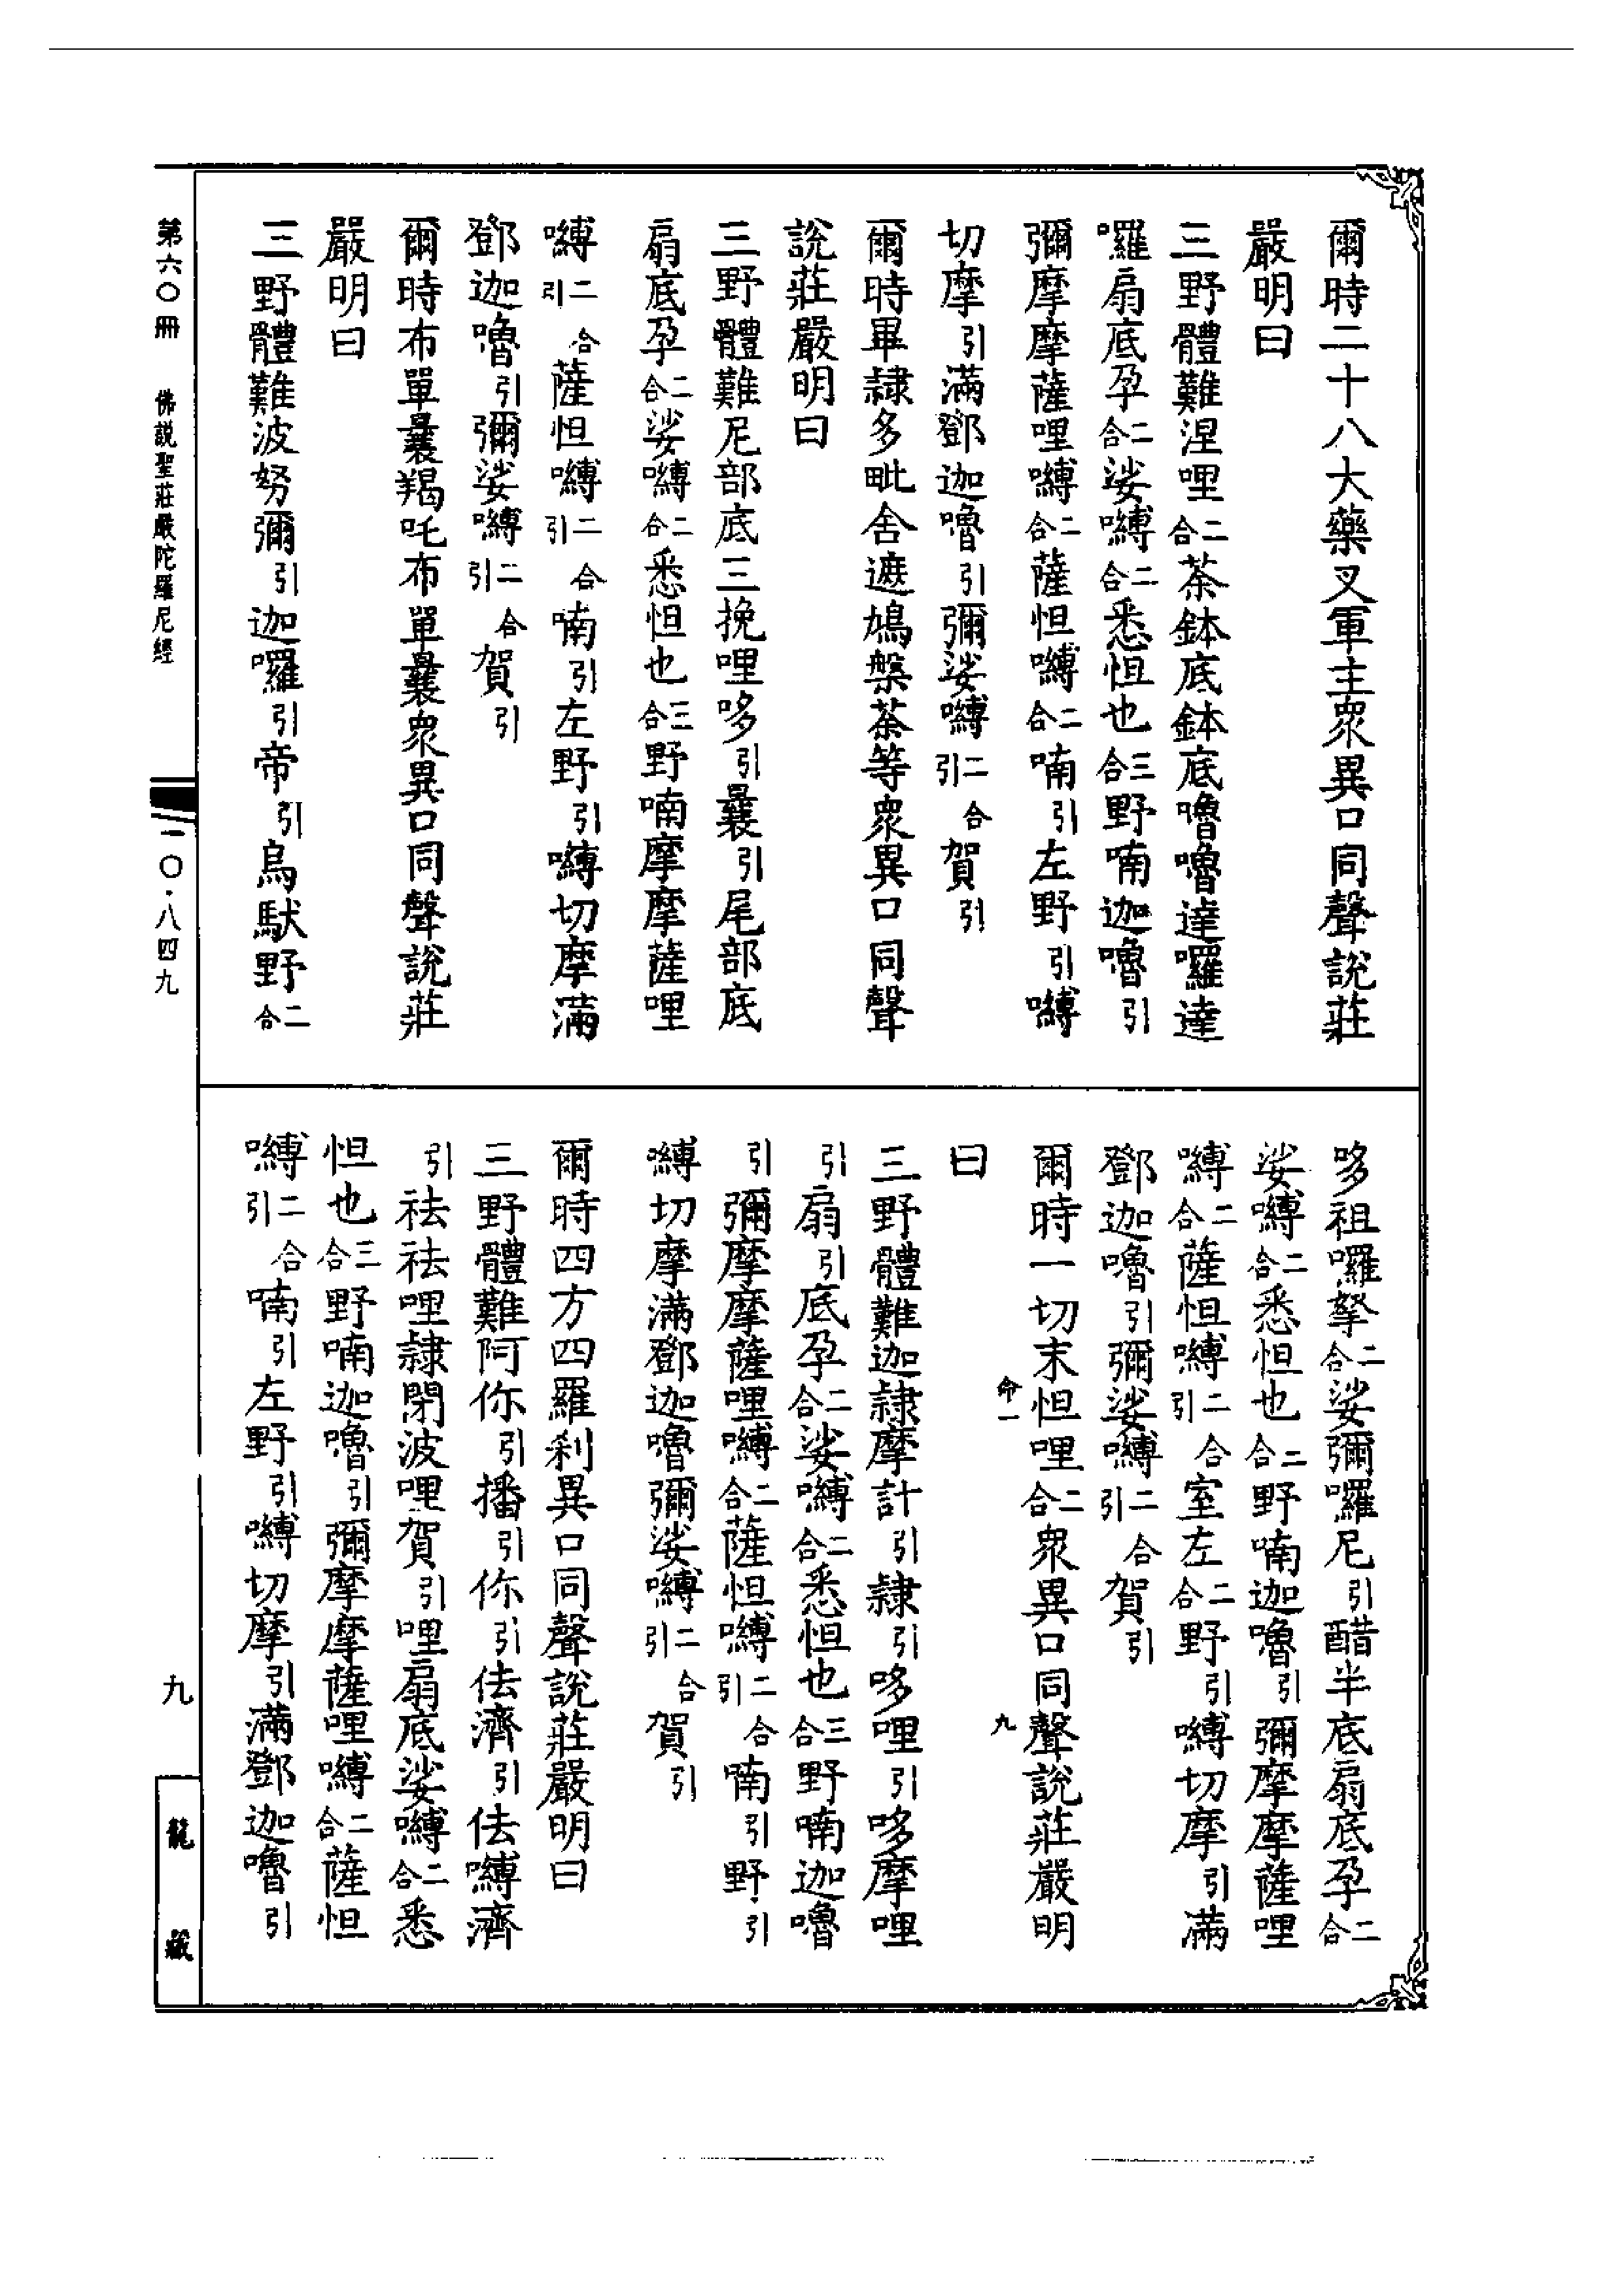 爾時二十八大藥叉軍主衆異口同聲說莊
嚴明曰
三野體難涅哩二合茶鉢底鉢底嚕嚕達囉達
囉扇底孕二合娑嚩二合悉怛也三合野喃迦嚕引
彌摩摩薩哩嚩二合薩怛嚩二合喃引左野引嚩
切摩引滿鄧迦嚕引彌娑嚩二合引賀引
爾時畢隷多毗舍遮鳩槃茶等衆異口同聲
說莊嚴明曰
三野體難尼部底三挽哩哆引曩引尾部底
扇底孕二合娑嚩二合悉怛也三合野喃摩摩薩哩
嚩二合引薩怛嚩二合引喃引左野引嚩切摩滿
鄧迦嚕引彌娑嚩二合引賀引
爾時布單曩羯吒布單曩衆異口同聲說莊
嚴明曰
三野體難波努彌引迦囉引帝引烏馱野二合
哆祖囉拏二合娑彌囉尼引醋半底扇底孕二合
娑嚩二合悉怛也二合野喃迦嚕引彌摩摩薩哩
嚩二合薩怛嚩二合引室左二合野引嚩切摩引滿
鄧迦嚕引彌娑嚩二合引賀引
爾時一切末怛哩二合衆異口同聲說莊嚴明
命一
九
曰
三野體難迦隷摩計引隷引哆哩引哆摩哩
引扇引底孕二合娑嚩二合悉怛也三合野喃迦嚕
引彌摩摩薩哩嚩二合薩怛嚩二合引喃引野引
嚩切摩滿鄧迦嚕彌娑嚩二合引賀引
爾時四方四羅刹異口同聲說莊嚴明曰
三野體難阿你引播引你引佉濟引佉嚩濟
引祛祛哩隷閉波哩賀引哩扇底娑嚩二合悉
怛也三合野喃迦嚕引彌摩摩薩哩嚩二合薩怛
嚩二合引喃引左野引嚩切摩引滿鄧迦嚕引
第六〇冊
佛説聖莊嚴陀羅尼經
一〇·八四九
九
龍藏